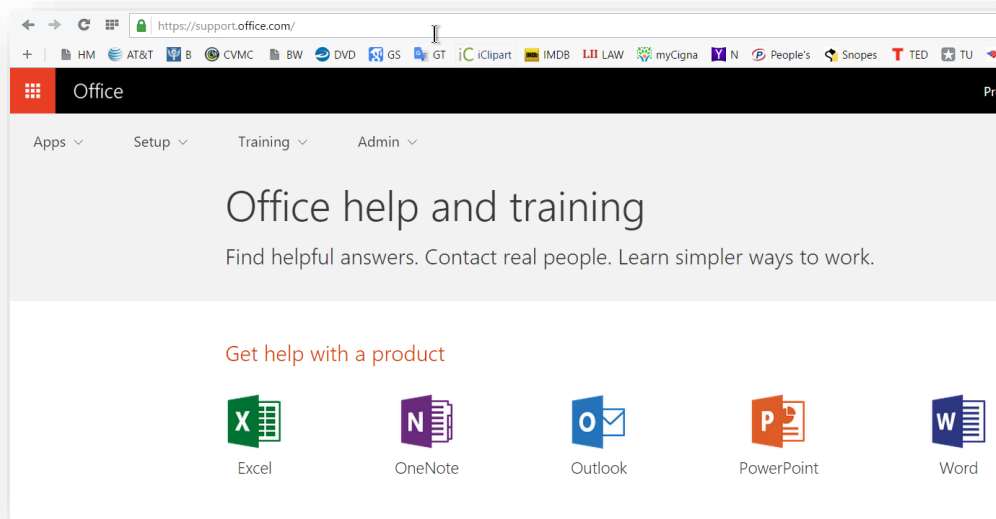 https://support.office.com/
HM AT&T B CVMC BW DVD GS GT iC iClipart IMDB LII LAW myCigna Y N People's Snopes T TED TU
Office
Apps Setup Training Admin
Office help and training
Find helpful answers. Contact real people. Learn simpler ways to work.
Get help with a product
X N O P W
Excel OneNote Outlook PowerPoint Word